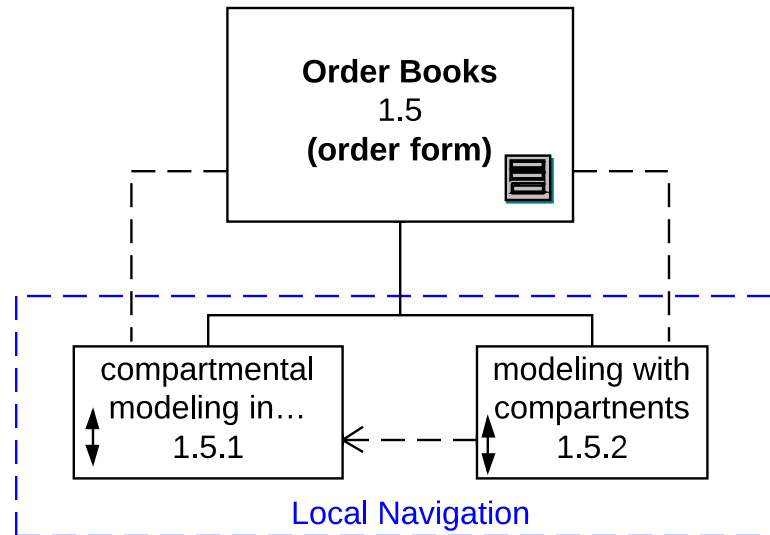 Order Books
1.5
(order form)
compartmental
modeling in…
1.5.1
modeling with
compartnents
1.5.2
Local Navigation